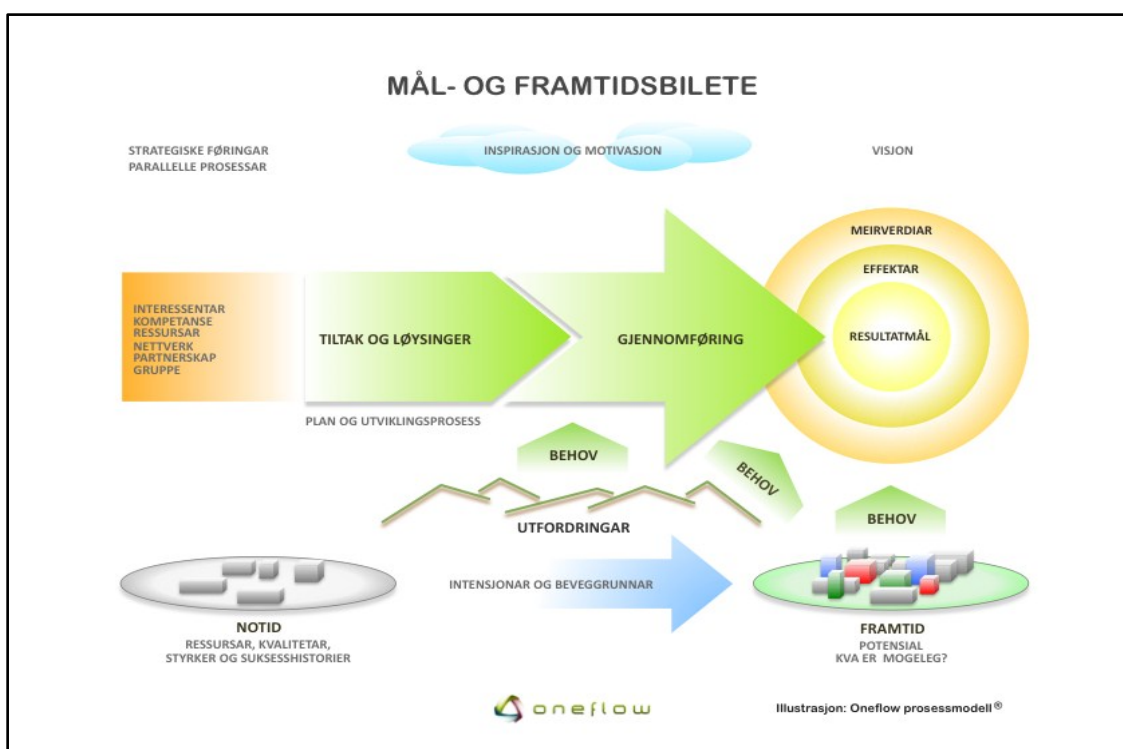 MÅL- OG FRAMTIDSBILETE
STRATEGISKE FØRINGAR
PARALLELLE PROSESSAR
INSPIRASJON OG MOTIVASJON
VISJON
INTERESSENTAR
KOMPETANSE
RESSURSAR
NETTVERK
PARTNERSKAP
GRUPPE
TILTAK OG LØYSINGER
GJENNOMFØRING
MEIRVERDIAR
EFFEKTAR
RESULTATMÅL
PLAN OG UTVIKLINGSPROSESS
BEHOV
BEHOV
BEHOV
UTFORDRINGAR
INTENSJONAR OG BEVEGGRUNNAR
NOTID
RESSURSAR, KVALITETAR,
STYRKER OG SUKSESSHISTORIER
FRAMTID
POTENSIAL
KVA ER MOGELEG?
oneflow
Illustrasjon: Oneflow prosessmodell®